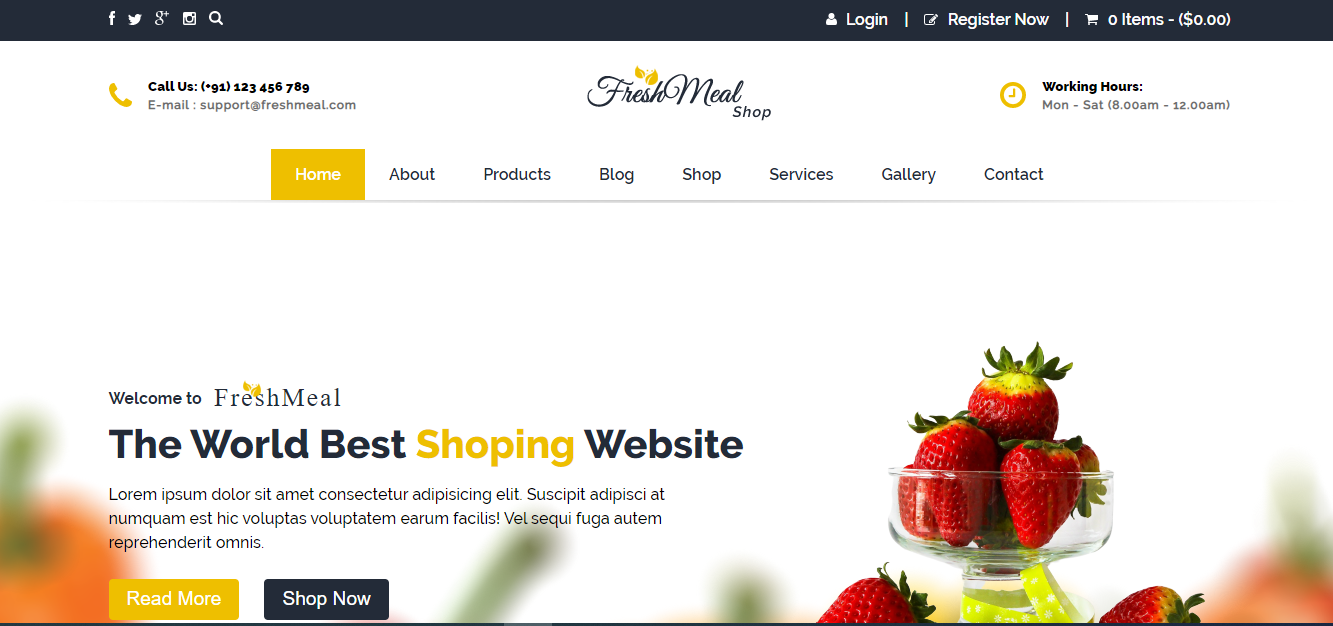 Login | Register Now | 0 Items - ($0.00)
Call Us: (+91) 123 456 789
E-mail : support@freshmeal.com
FreshMeal
Shop
Working Hours:
Mon - Sat (8.00am - 12.00am)
Home About Products Blog Shop Services Gallery Contact
Welcome to FreshMeal
The World Best Shoping Website
Lorem ipsum dolor sit amet consectetur adipisicing elit. Suscipit adipisci at
numquam est hic voluptas voluptatem earum facilis! Vel sequi fuga autem
reprehenderit omnis.
Read More Shop Now